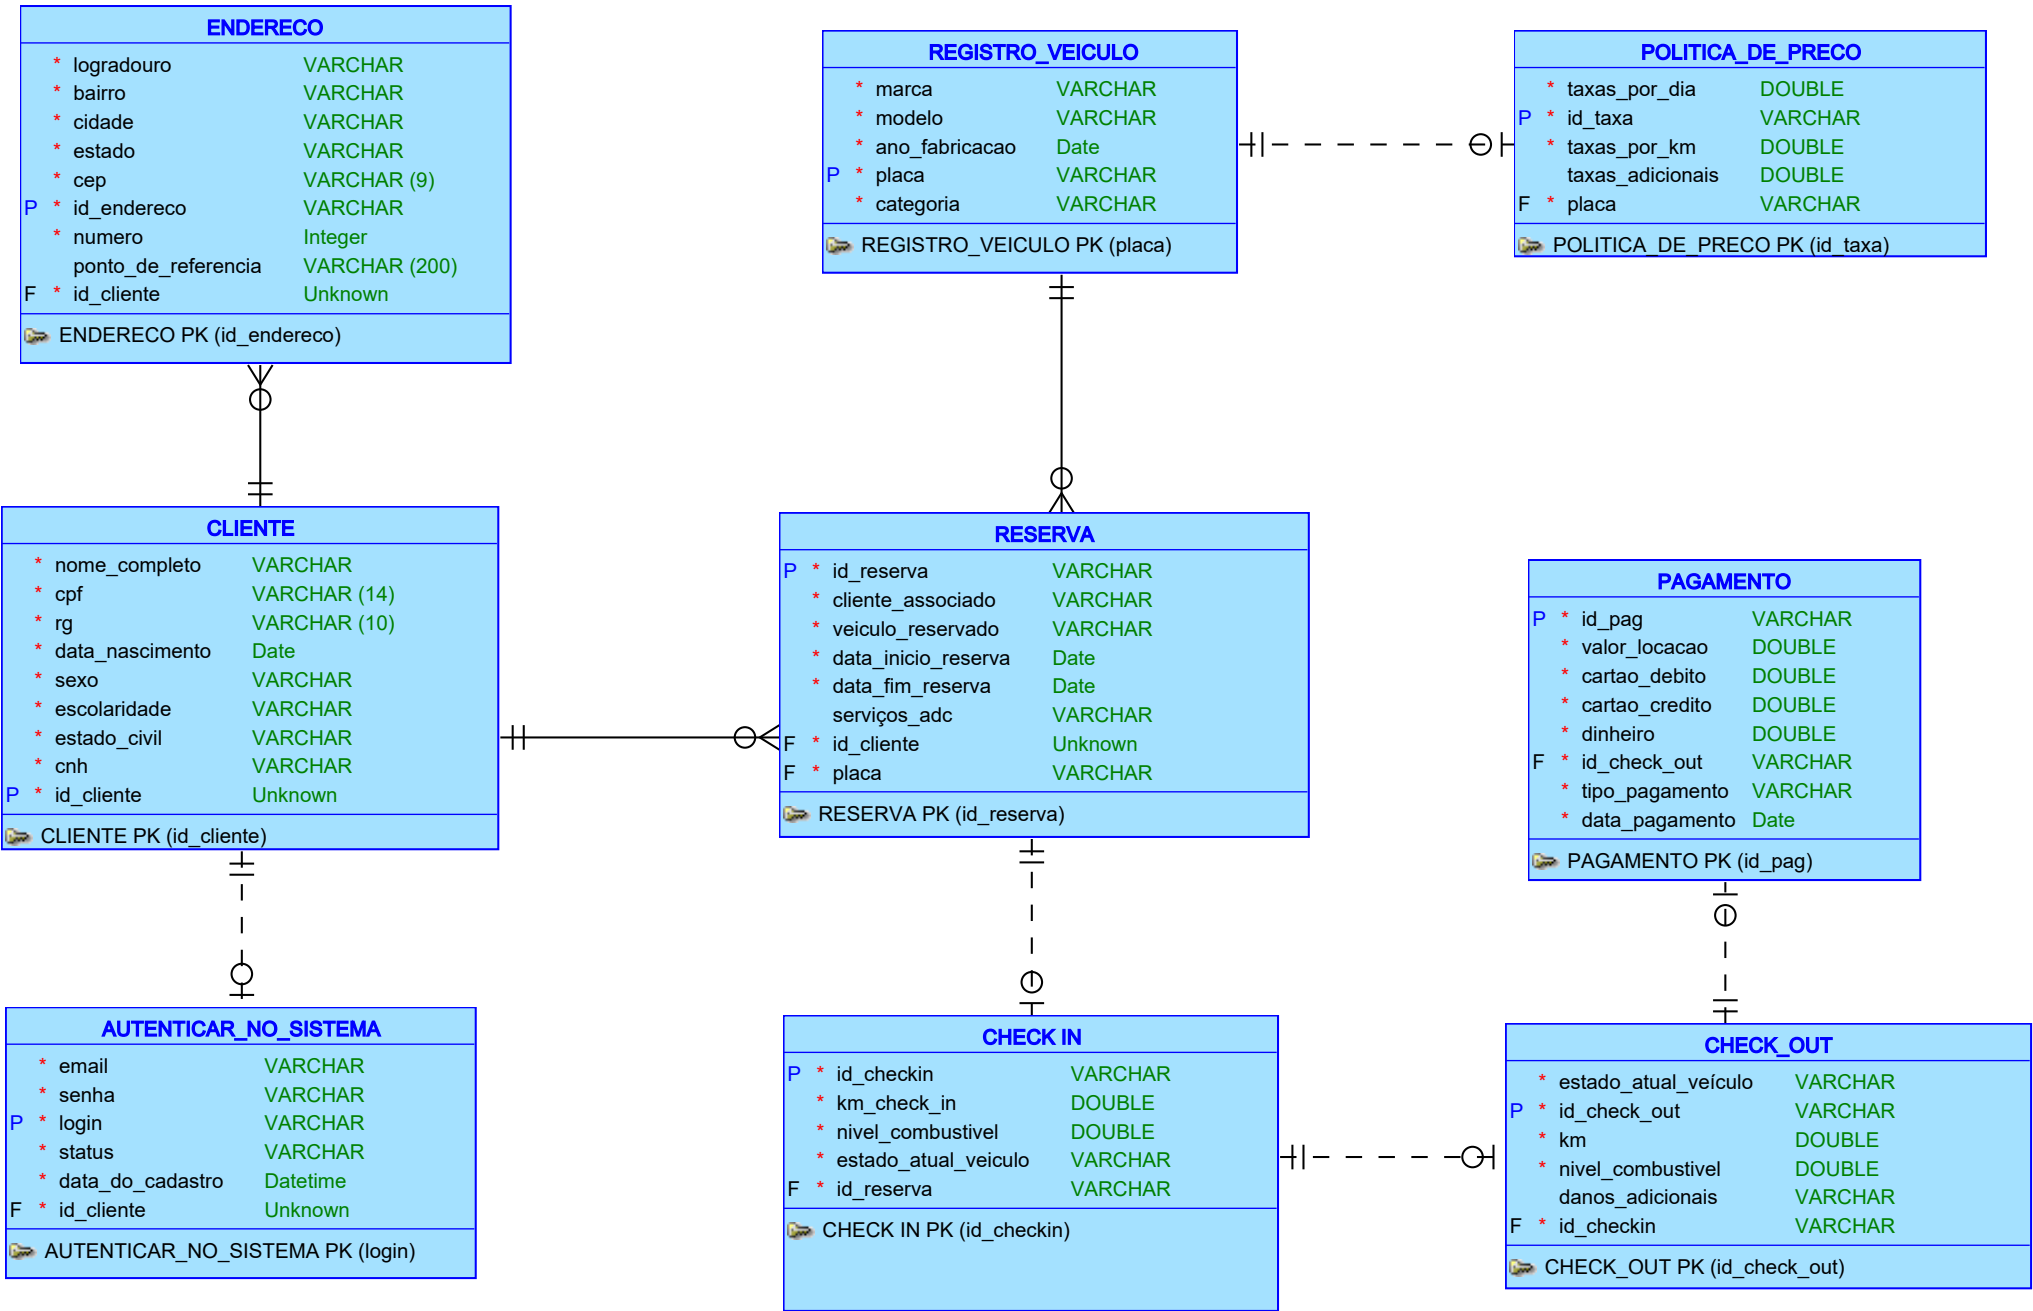 ENDERECO
* logradouro VARCHAR
* bairro VARCHAR
* cidade VARCHAR
* estado VARCHAR
* cep VARCHAR (9)
P * id_endereco VARCHAR
* numero Integer
ponto_de_referencia VARCHAR (200)
F * id_cliente Unknown
ENDERECO PK (id_endereco)
REGISTRO_VEICULO
* marca VARCHAR
* modelo VARCHAR
* ano_fabricacao Date
P * placa VARCHAR
* categoria VARCHAR
REGISTRO_VEICULO PK (placa)
POLITICA_DE_PRECO
* taxas_por_dia DOUBLE
P * id_taxa VARCHAR
* taxas_por_km DOUBLE
taxas_adicionais DOUBLE
F * placa VARCHAR
POLITICA_DE_PRECO PK (id_taxa)
CLIENTE
* nome_completo VARCHAR
* cpf VARCHAR (14)
* rg VARCHAR (10)
* data_nascimento Date
* sexo VARCHAR
* escolaridade VARCHAR
* estado_civil VARCHAR
* cnh VARCHAR
P * id_cliente Unknown
CLIENTE PK (id_cliente)
RESERVA
P * id_reserva VARCHAR
* cliente_associado VARCHAR
* veiculo_reservado VARCHAR
* data_inicio_reserva Date
* data_fim_reserva Date
serviços_adc VARCHAR
F * id_cliente Unknown
F * placa VARCHAR
RESERVA PK (id_reserva)
PAGAMENTO
P * id_pag VARCHAR
* valor_locacao DOUBLE
* cartao_debito DOUBLE
* cartao_credito DOUBLE
* dinheiro DOUBLE
F * id_check_out VARCHAR
* tipo_pagamento VARCHAR
* data_pagamento Date
PAGAMENTO PK (id_pag)
AUTENTICAR_NO_SISTEMA
* email VARCHAR
* senha VARCHAR
P * login VARCHAR
* status VARCHAR
* data_do_cadastro Datetime
F * id_cliente Unknown
AUTENTICAR_NO_SISTEMA PK (login)
CHECK IN
P * id_checkin VARCHAR
* km_check_in DOUBLE
* nivel_combustivel DOUBLE
* estado_atual_veiculo VARCHAR
F * id_reserva VARCHAR
CHECK IN PK (id_checkin)
CHECK_OUT
* estado_atual_veículo VARCHAR
P * id_check_out VARCHAR
* km DOUBLE
* nivel_combustivel DOUBLE
danos_adicionais VARCHAR
F * id_checkin VARCHAR
CHECK_OUT PK (id_check_out)